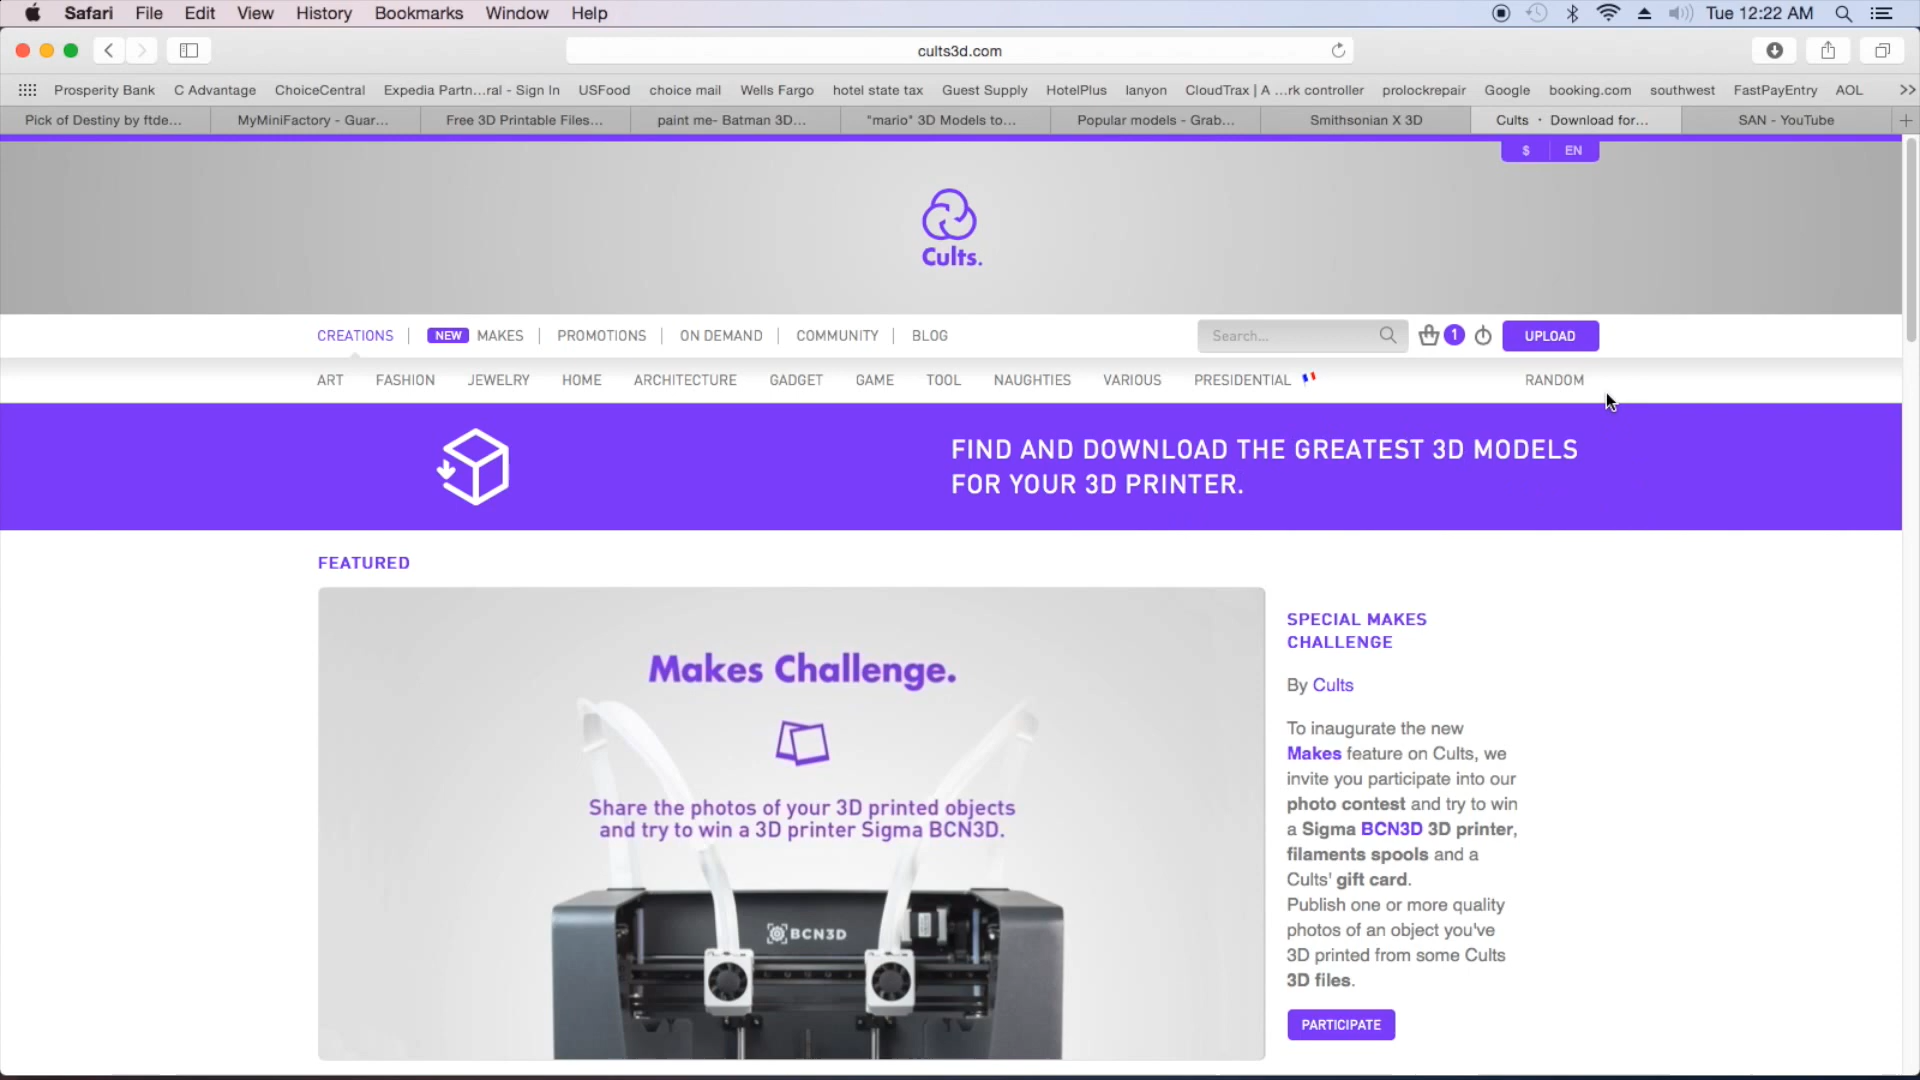 Safari File Edit View History Bookmarks Window Help Tue 12:22 AM
cults3d.com
Prosperity Bank C Advantage ChoiceCentral Expedia Partn...ral - Sign In USFood choice mail Wells Fargo hotel state tax Guest Supply HotelPlus lanyon CloudTrax | A ...rk controller prolockrepair Google booking.com southwest FastPayEntry AOL >>
Pick of Destiny by ftde... MyMiniFactory - Guar... Free 3D Printable Files... paint me- Batman 3D... "mario" 3D Models to... Popular models - Grab... Smithsonian X 3D Cults · Download for... SAN - YouTube +
$ EN
Cults.
CREATIONS | NEW MAKES | PROMOTIONS | ON DEMAND | COMMUNITY | BLOG Search... 1 UPLOAD
ART FASHION JEWELRY HOME ARCHITECTURE GADGET GAME TOOL NAUGHTIES VARIOUS PRESIDENTIAL RANDOM
FIND AND DOWNLOAD THE GREATEST 3D MODELS
FOR YOUR 3D PRINTER.
FEATURED
Makes Challenge.
Share the photos of your 3D printed objects
and try to win a 3D printer Sigma BCN3D.
BCN3D
SPECIAL MAKES
CHALLENGE
By Cults
To inaugurate the new
Makes feature on Cults, we
invite you participate into our
photo contest and try to win
a Sigma BCN3D 3D printer,
filaments spools and a
Cults' gift card.
Publish one or more quality
photos of an object you've
3D printed from some Cults
3D files.
PARTICIPATE